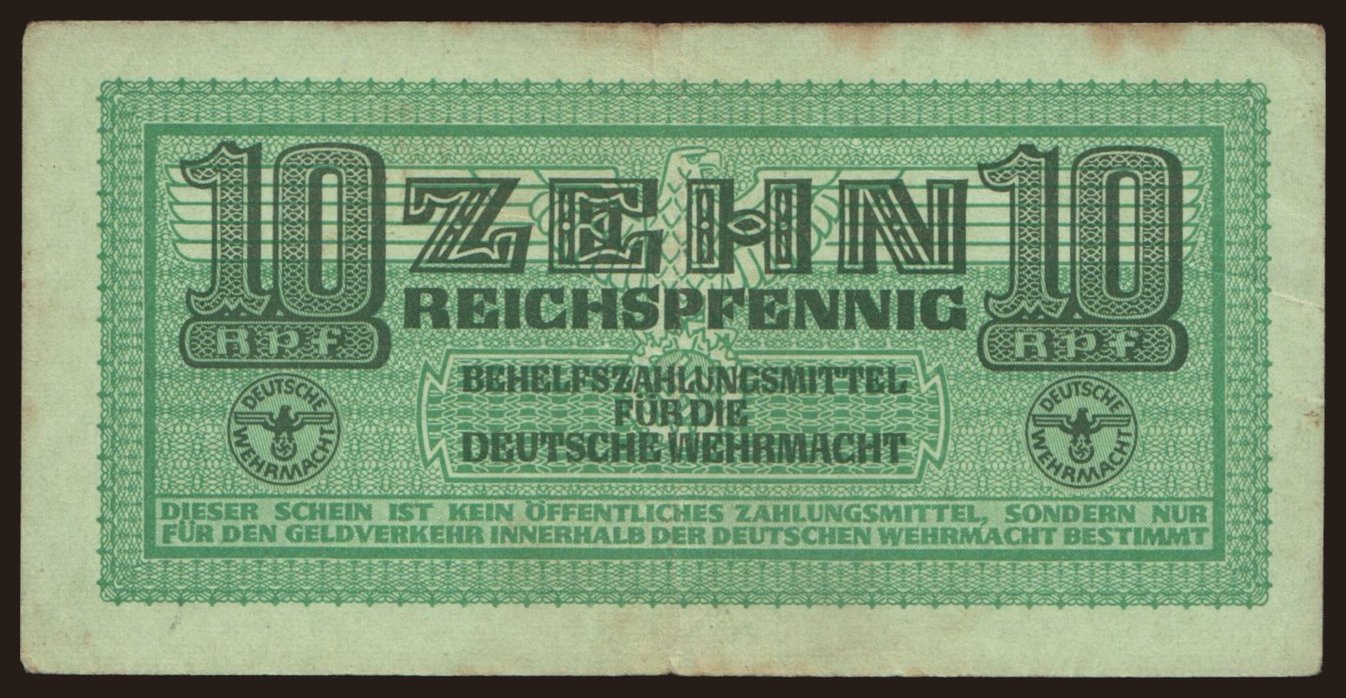 10 ZEHN 10
REICHSPFENNIG
Rpf Rpf
BEHELFSZAHLUNGSMITTEL
FÜR DIE
DEUTSCHE WEHRMACHT
DEUTSCHE WEHRMACHT
DEUTSCHE WEHRMACHT
DIESER SCHEIN IST KEIN ÖFFENTLICHES ZAHLUNGSMITTEL, SONDERN NUR
FÜR DEN GELDVERKEHR INNERHALB DER DEUTSCHEN WEHRMACHT BESTIMMT